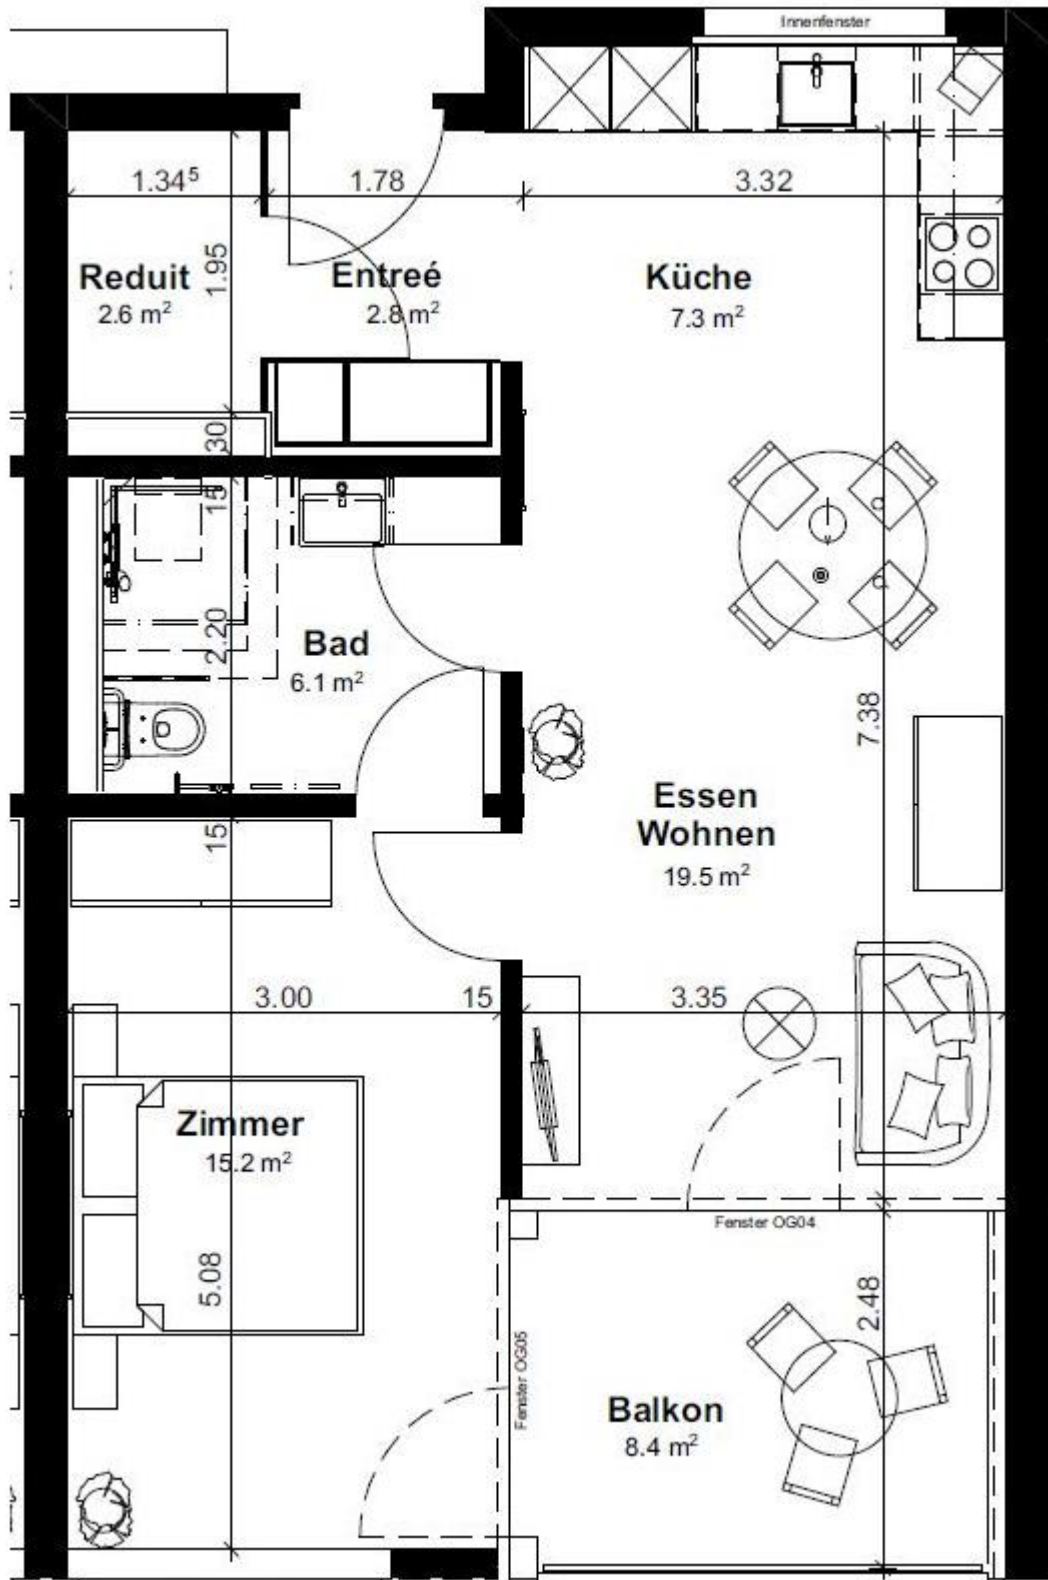 Innenfenster
1.34⁵
1.78
3.32
Reduit
2.6 m²
1.95
Entreé
2.8 m²
Küche
7.3 m²
30
15
2.20
Bad
6.1 m²
7.38
Essen
Wohnen
19.5 m²
15
3.00
15
3.35
Zimmer
15.2 m²
Fenster OG04
5.08
2.48
Fenster OG05
Balkon
8.4 m²